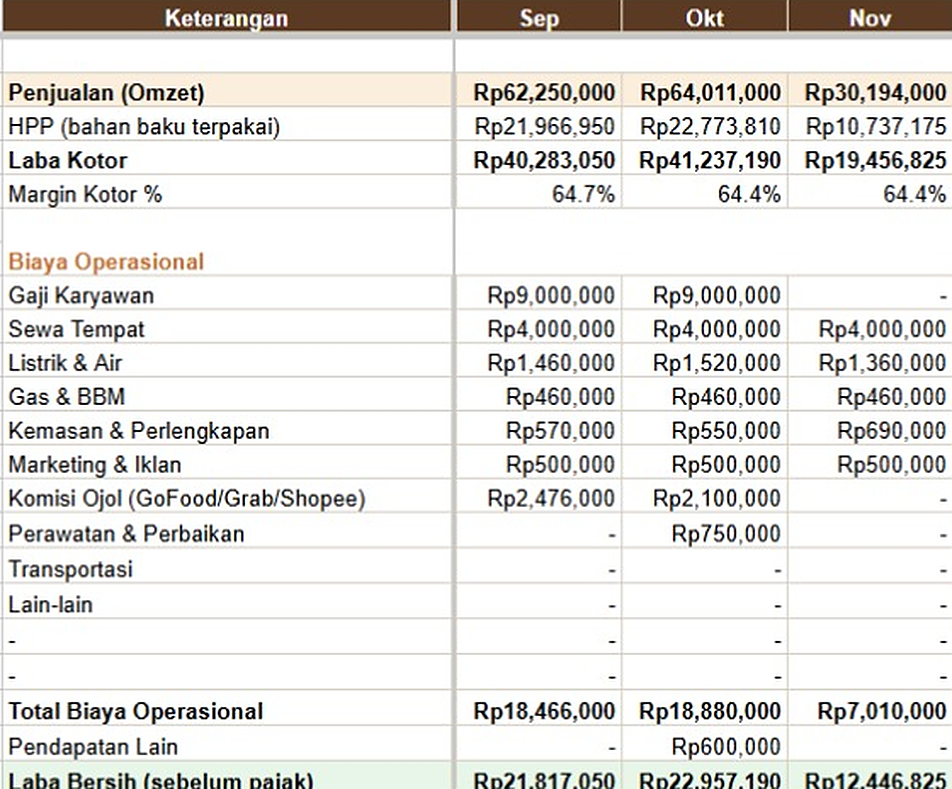 Keterangan Sep Okt Nov
Penjualan (Omzet) Rp62,250,000 Rp64,011,000 Rp30,194,000
HPP (bahan baku terpakai) Rp21,966,950 Rp22,773,810 Rp10,737,175
Laba Kotor Rp40,283,050 Rp41,237,190 Rp19,456,825
Margin Kotor % 64.7% 64.4% 64.4%
Biaya Operasional
Gaji Karyawan Rp9,000,000 Rp9,000,000 -
Sewa Tempat Rp4,000,000 Rp4,000,000 Rp4,000,000
Listrik & Air Rp1,460,000 Rp1,520,000 Rp1,360,000
Gas & BBM Rp460,000 Rp460,000 Rp460,000
Kemasan & Perlengkapan Rp570,000 Rp550,000 Rp690,000
Marketing & Iklan Rp500,000 Rp500,000 Rp500,000
Komisi Ojol (GoFood/Grab/Shopee) Rp2,476,000 Rp2,100,000 -
Perawatan & Perbaikan - Rp750,000 -
Transportasi - - -
Lain-lain - - -
- - - -
- - - -
Total Biaya Operasional Rp18,466,000 Rp18,880,000 Rp7,010,000
Pendapatan Lain - Rp600,000 -
Laba Bersih (sebelum pajak) Rp21,817,050 Rp22,957,190 Rp12,446,825